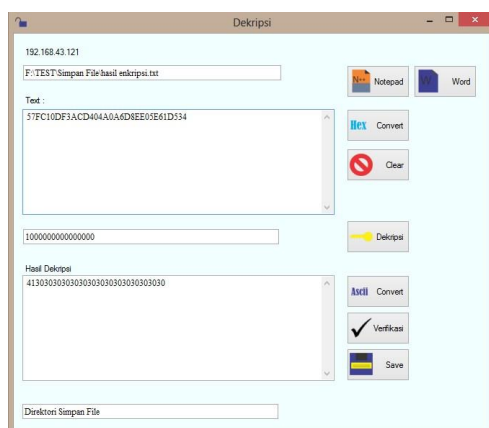 Dekripsi
192.168.43.121
F:\TEST\Simpan File\hasil enkripsi.txt
N++ Notepad
W Word
Text :
57FC10DF3ACD404A0A6D8EE05E61D534
Hex Convert
Clear
1000000000000000
Dekripsi
Hasil Dekripsi
41303030303030303030303030303030
Ascii Convert
Verifikasi
Save
Direktori Simpan File